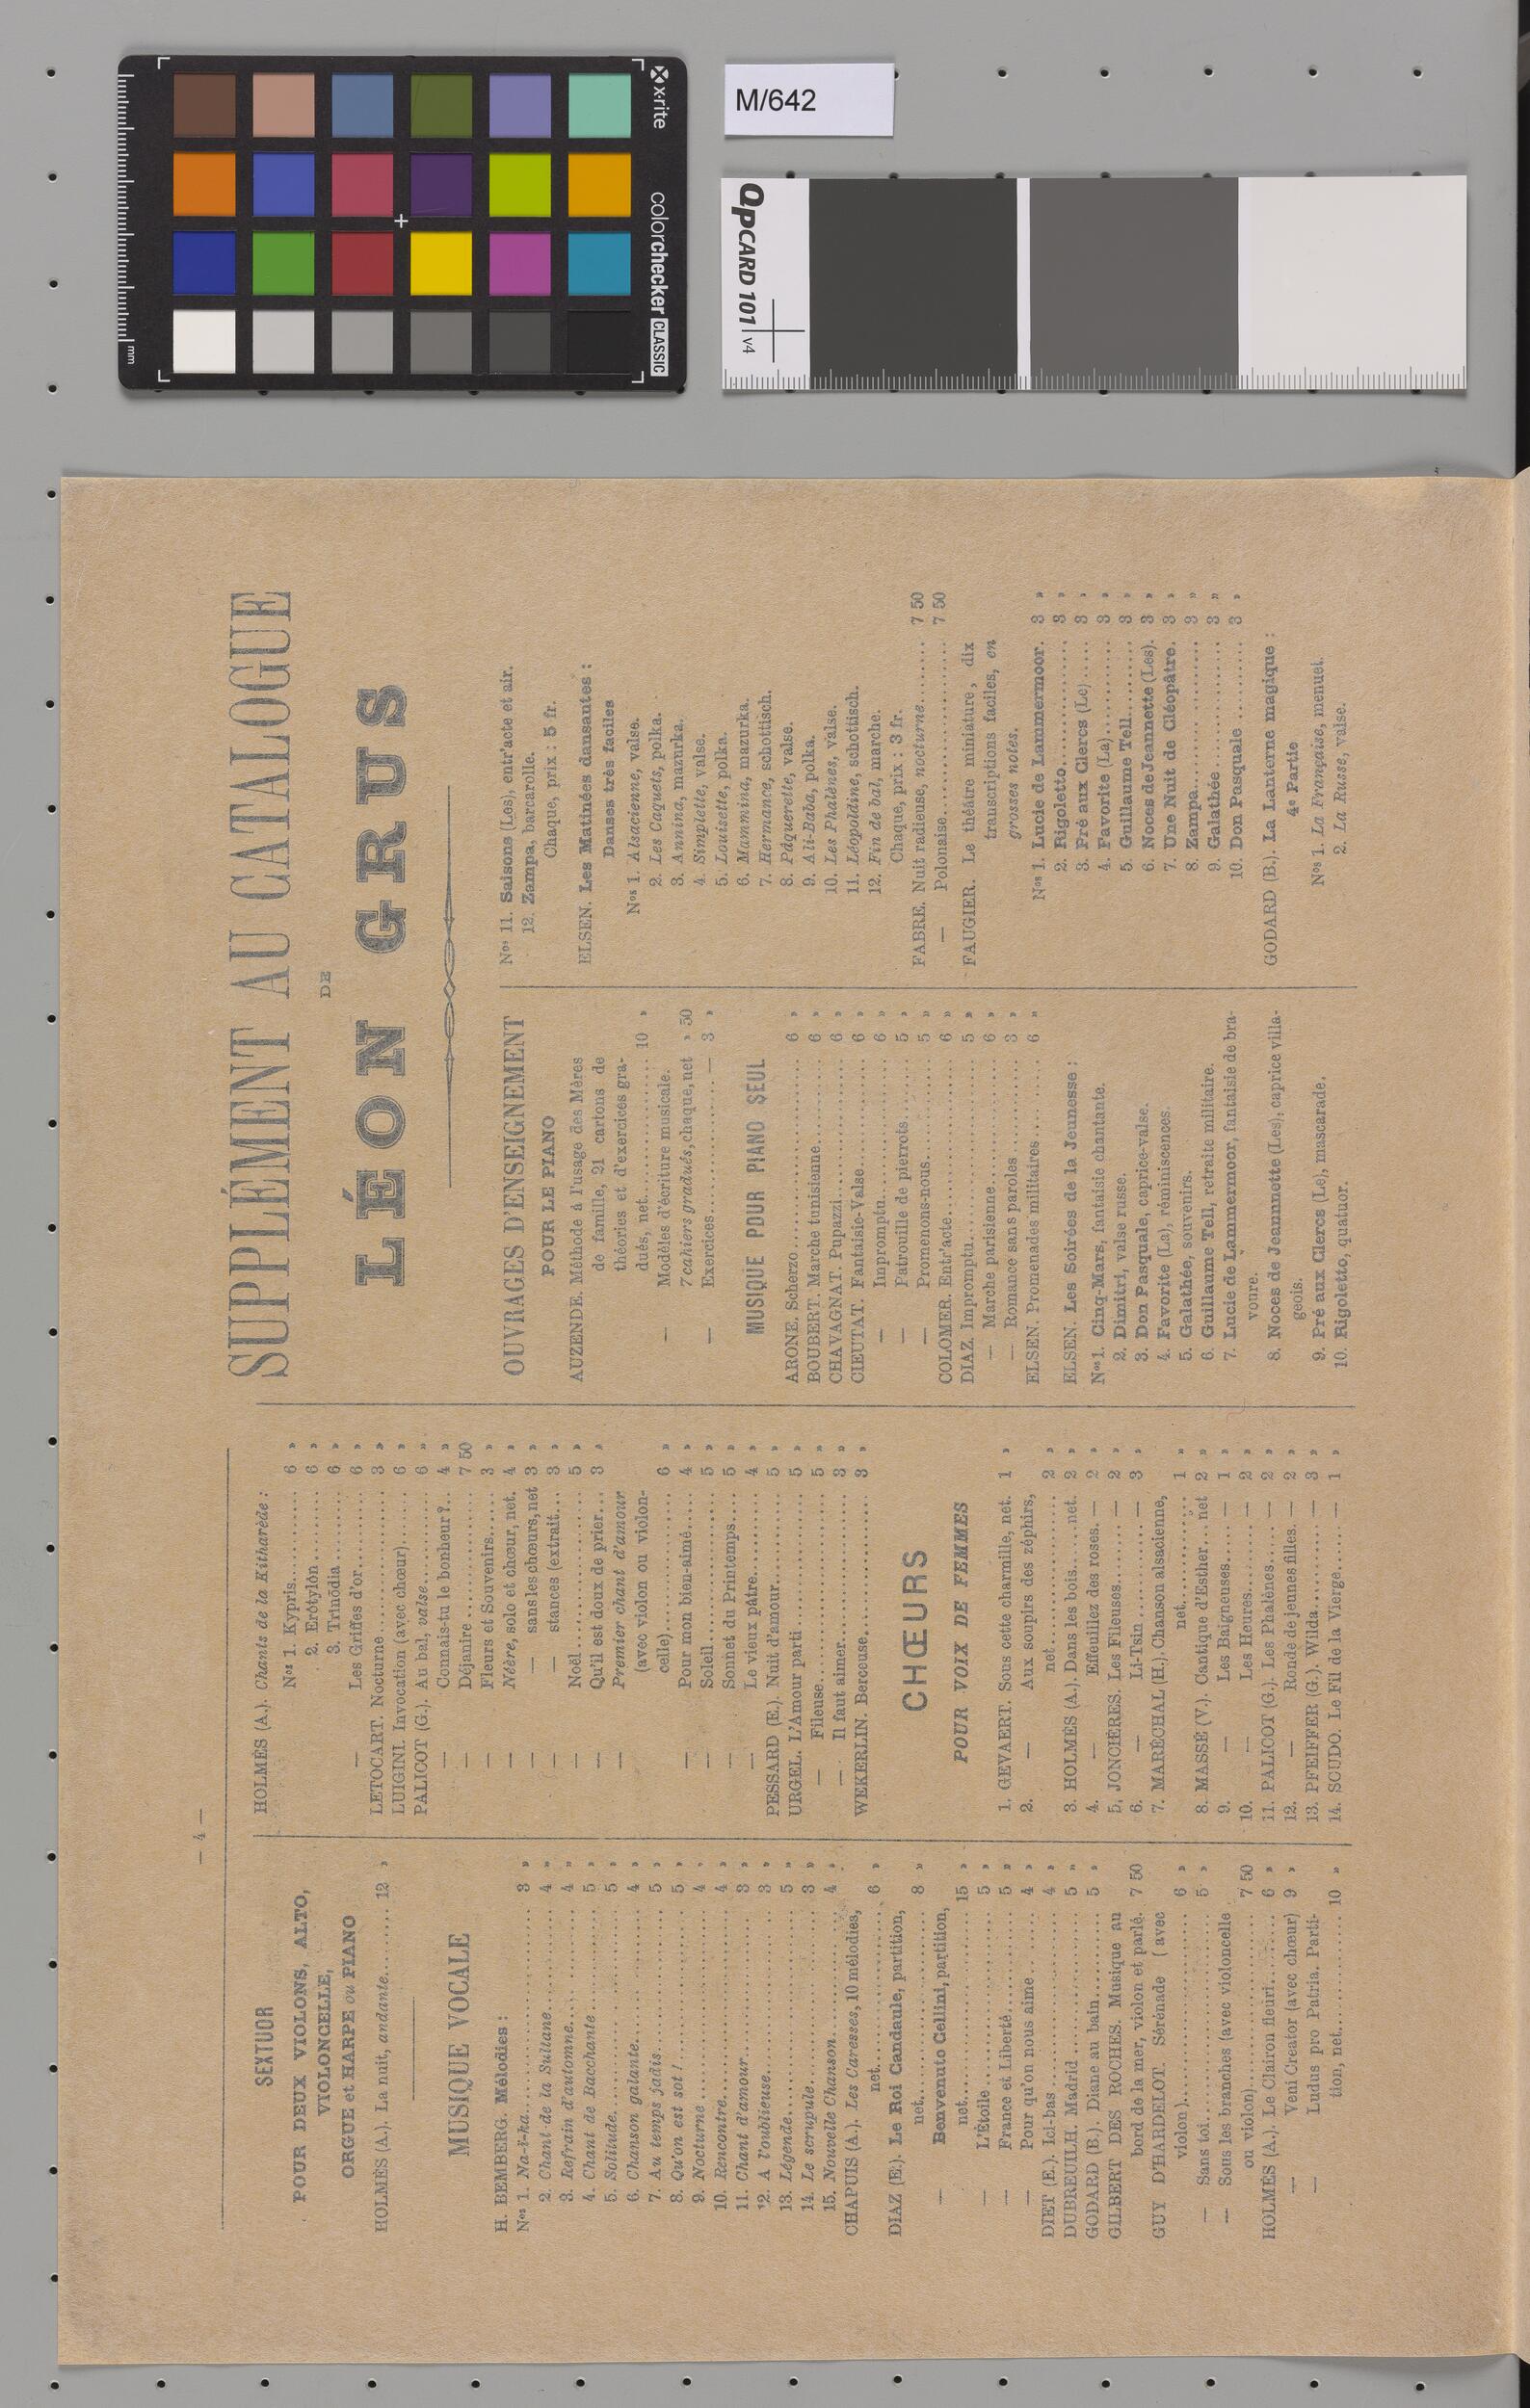 x-rite
colorchecker CLASSIC
mm
M/642
OPCARD 101 v4
— 4 —
SEXTUOR
POUR DEUX VIOLONS, ALTO,
VIOLONCELLE,
ORGUE et HARPE ou PIANO
HOLMÈS (A.). La nuit, andante......... 12 »
MUSIQUE VOCALE
H. BEMBERG. Mélodies :
Nos 1. Na-ï-ka........................ 3 »
2. Chant de la Sultane........... 4 »
3. Refrain d'automne............. 4 »
4. Chant de Bacchante............ 5 »
5. Solitude...................... 5 »
6. Chanson galante............... 4 »
7. Au temps jadis................ 5 »
8. Qu'on est sot !............... 5 »
9. Nocturne...................... 4 »
10. Rencontre..................... 4 »
11. Chant d'amour................. 3 »
12. A l'oublieuse................. 3 »
13. Légende....................... 5 »
14. Le scrupule................... 3 »
15. Nouvelle Chanson.............. 4 »
CHAPUIS (A.). Les Caresses, 10 mélodies,
net........................ 6 »
DIAZ (E.). Le Roi Candaule, partition,
net........................ 8 »
— Benvenuto Cellini, partition,
net........................ 15 »
— L'Étoile..................... 5 »
— France et Liberté............ 5 »
— Pour qu'on nous aime......... 4 »
DIET (E.). Ici-bas.................... 4 »
DUBREUILH. Madrid..................... 5 »
GODARD (B.). Diane au bain............ 5 »
GILBERT DES ROCHES. Musique au
bord de la mer, violon et parlé. 7 50
GUY D'HARDELOT. Sérénade (avec
violon)......................... 6 »
— Sans toi..................... 5 »
— Sous les branches (avec violoncelle
ou violon)................. 7 50
HOLMÈS (A.). Le Clairon fleuri........ 6 »
— Veni Creator (avec chœur) 9 »
— Ludus pro Patria. Parti-
tion, net.................. 10 »
HOLMÈS (A.). Chants de la Kitharède :
Nos 1. Kypris............. 6 »
2. Erôtylôn........... 6 »
3. Trinôdia........... 6 »
— Les Griffes d'or............. 6 »
LETOCART. Nocturne.................... 3 »
LUIGINI. Invocation (avec chœur)...... 6 »
PALICOT (G.). Au bal, valse........... 6 »
— Connais-tu le bonheur ?... 4 »
— Déjanire..................... 7 50
— Fleurs et Souvenirs.......... 3 »
— Néère, solo et chœur, net. 4 »
— — sans les chœurs, net 3 »
— — stances (extrait... 3 »
— Noël......................... 5 »
— Qu'il est doux de prier... 3 »
— Premier chant d'amour
(avec violon ou violon-
celle)..................... 6 »
— Pour mon bien-aimé..... 4 »
— Soleil....................... 5 »
— Sonnet du Printemps..... 5 »
— Le vieux pâtre............... 4 »
PESSARD (E.). Nuit d'amour............ 5 »
URGEL. L'Amour parti.................. 5 »
— Fileuse...................... 5 »
— Il faut aimer................ 3 »
WEKERLIN. Berceuse.................... 3 »
CHŒURS
POUR VOIX DE FEMMES
1. GEVAERT. Sous cette charmille, net. 1 »
2. — Aux soupirs des zéphirs,
net........................ 2 »
3. HOLMÈS (A.). Dans les bois.....net. 2 »
4. — Effeuillez des roses. — 2 »
5. JONCIÈRES. Les Fileuses....... — 2 »
6. — Li-Tsin............. — 3 »
7. MARÉCHAL (H.). Chanson alsacienne,
net........................ 1 »
8. MASSÉ (V.). Cantique d'Esther...net 2 »
9. — Les Baigneuses..... — 1 »
10. — Les Heures......... — 2 »
11. PALICOT (G.). Les Phalènes..... — 2 »
12. — Ronde de jeunes filles. — 2 »
13. PFEIFFER (G.). Wilda........... — 3 »
14. SCUDO. Le Fil de la Vierge..... — 1 »
SUPPLÉMENT AU CATALOGUE
DE
LÉON GRUS
OUVRAGES D'ENSEIGNEMENT
POUR LE PIANO
AUZENDE. Méthode à l'usage des Mères
de famille, 21 cartons de
théories et d'exercices gra-
dués, net.................. 10 »
— Modèles d'écriture musicale.
7 cahiers gradués, chaque, net » 50
— Exercices............... — 3 »
MUSIQUE POUR PIANO SEUL
ARONE. Scherzo........................ 6 »
BOUBERT. Marche tunisienne............ 6 »
CHAVAGNAT. Pupazzi.................... 6 »
CIEUTAT. Fantaisie-Valse.............. 6 »
— Impromptu.................... 6 »
— Patrouille de pierrots....... 5 »
— Promenons-nous............... 5 »
COLOMER. Entr'acte.................... 6 »
DIAZ. Impromptu....................... 5 »
— Marche parisienne............ 6 »
— Romance sans paroles......... 3 »
ELSEN. Promenades militaires.......... 6 »
ELSEN. Les Soirées de la Jeunesse :
Nos 1. Cinq-Mars, fantaisie chantante.
2. Dimitri, valse russe.
3. Don Pasquale, caprice-valse.
4. Favorite (La), réminiscences.
5. Galathée, souvenirs.
6. Guillaume Tell, retraite militaire.
7. Lucie de Lammermoor, fantaisie de bra-
voure.
8. Noces de Jeannnette (Les), caprice villa-
geois.
9. Pré aux Clercs (Le), mascarade.
10. Rigoletto, quatuor.
Nos 11. Saisons (Les), entr'acte et air.
12. Zampa, barcarolle.
Chaque, prix : 5 fr.
ELSEN. Les Matinées dansantes :
Danses très faciles
Nos 1. Alsacienne, valse.
2. Les Caquets, polka.
3. Annina, mazurka.
4. Simplette, valse.
5. Louisette, polka.
6. Mammina, mazurka.
7. Hermance, schottisch.
8. Pâquerette, valse.
9. Ali-Baba, polka.
10. Les Phalènes, valse.
11. Léopoldine, schottisch.
12. Fin de bal, marche.
Chaque, prix : 3 fr.
FABRE. Nuit radieuse, nocturne........ 7 50
— Polonaise.................... 7 50
FAUGIER. Le théâtre miniature, dix
transcriptions faciles, en
grosses notes.
Nos 1. Lucie de Lammermoor. 3 »
2. Rigoletto............. 3 »
3. Pré aux Clercs (Le)...... 3 »
4. Favorite (La)......... 3 »
5. Guillaume Tell........ 3 »
6. Noces de Jeannette (Les). 3 »
7. Une Nuit de Cléopâtre. 3 »
8. Zampa................. 3 »
9. Galathée.............. 3 »
10. Don Pasquale.......... 3 »
GODARD (B.). La Lanterne magique :
4e Partie
Nos 1. La Française, menuet.
2. La Russe, valse.